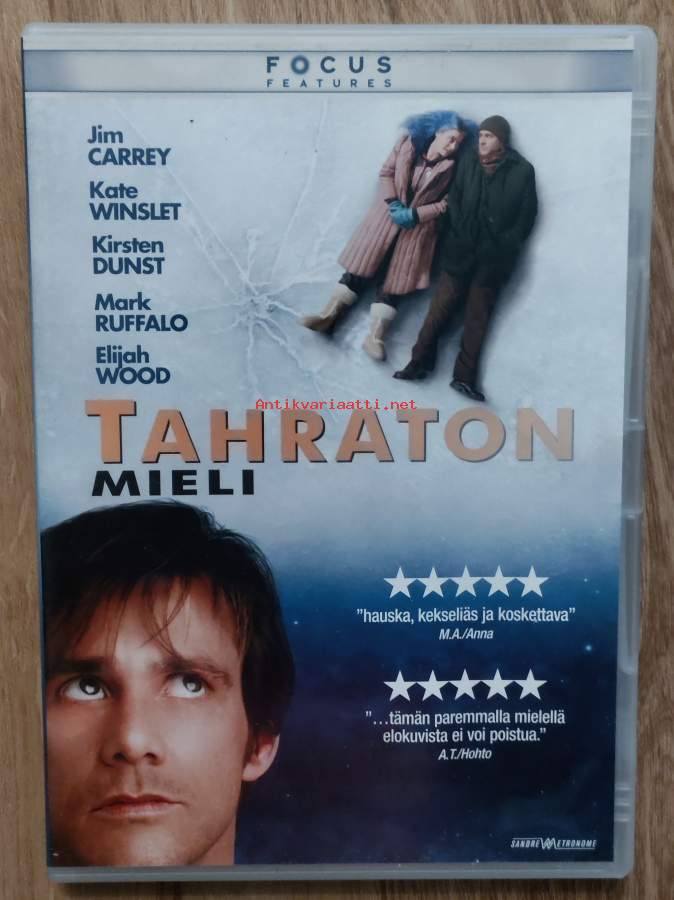 FOCUS
FEATURES
Jim
CARREY
Kate
WINSLET
Kirsten
DUNST
Mark
RUFFALO
Elijah
WOOD
Antikvariaatti.net
TAHRATON
MIELI
"hauska, kekseliäs ja koskettava"
M.A./Anna
"...tämän paremmalla mielellä
elokuvista ei voi poistua."
A.T./Hohto
SANDREW METRONOME